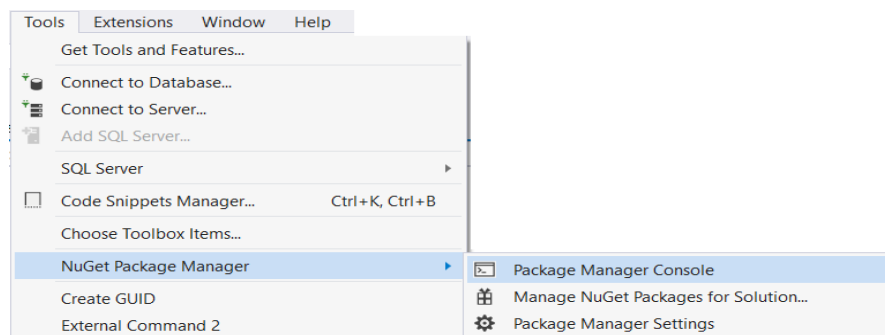 Tools Extensions Window Help
Get Tools and Features...
Connect to Database...
Connect to Server...
Add SQL Server...
SQL Server
Code Snippets Manager... Ctrl+K, Ctrl+B
Choose Toolbox Items...
NuGet Package Manager
Package Manager Console
Create GUID
Manage NuGet Packages for Solution...
External Command 2
Package Manager Settings